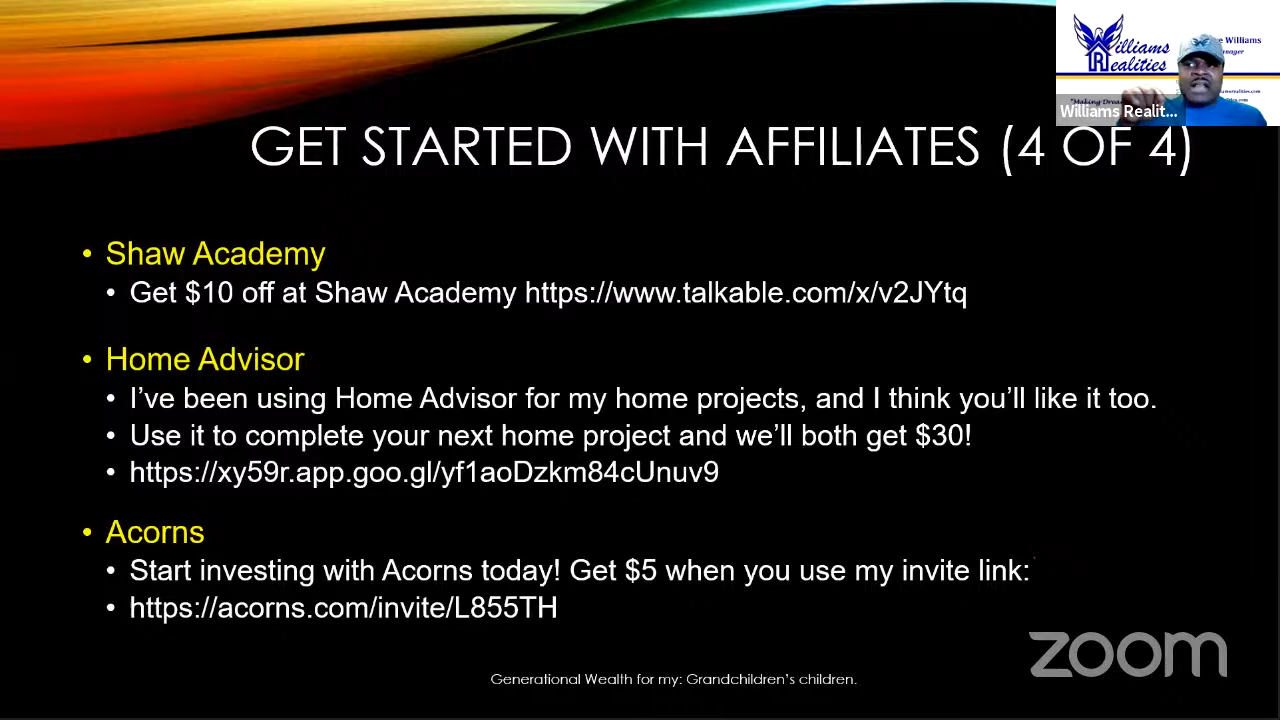 Williams
Realities
e Williams
nager
"Making Drea
Williams Realit...
GET STARTED WITH AFFILIATES (4 OF 4)
• Shaw Academy
• Get $10 off at Shaw Academy https://www.talkable.com/x/v2JYtq
• Home Advisor
• I’ve been using Home Advisor for my home projects, and I think you’ll like it too.
• Use it to complete your next home project and we’ll both get $30!
• https://xy59r.app.goo.gl/yf1aoDzkm84cUnuv9
• Acorns
• Start investing with Acorns today! Get $5 when you use my invite link:
• https://acorns.com/invite/L855TH
zoom
Generational Wealth for my: Grandchildren’s children.